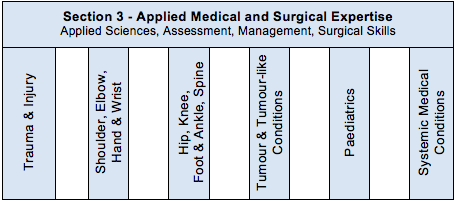 Section 3 - Applied Medical and Surgical Expertise
Applied Sciences, Assessment, Management, Surgical Skills
Trauma & Injury
Shoulder, Elbow,
Hand & Wrist
Hip, Knee,
Foot & Ankle, Spine
Tumour & Tumour-like
Conditions
Paediatrics
Systemic Medical
Conditions